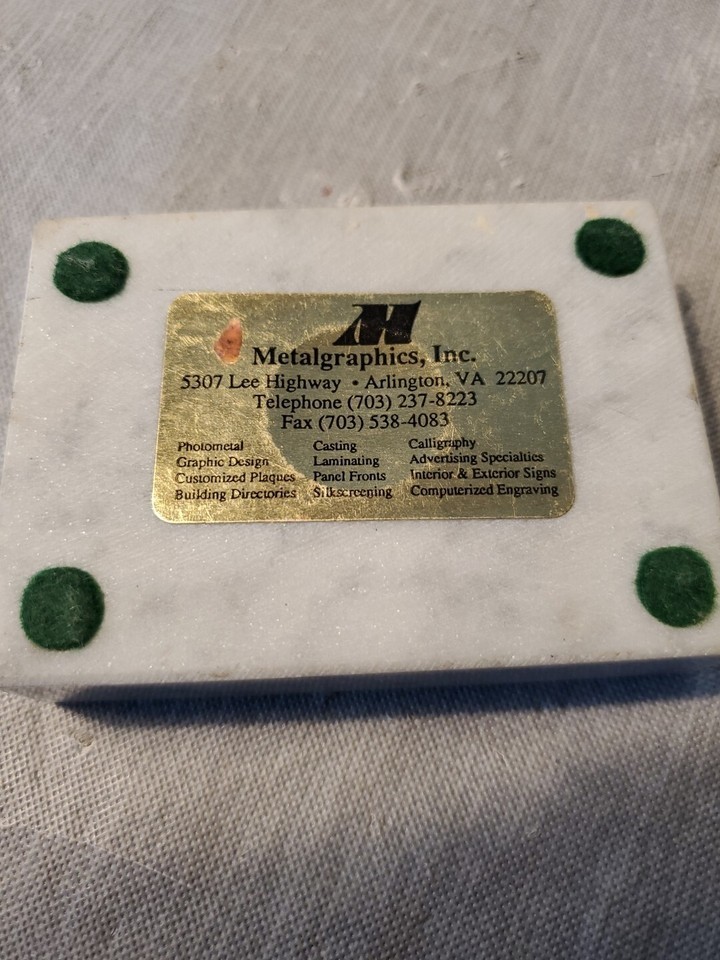 Metalgraphics, Inc.
5307 Lee Highway • Arlington, VA 22207
Telephone (703) 237-8223
Fax (703) 538-4083
Photometal Casting Calligraphy
Graphic Design Laminating Advertising Specialties
Customized Plaques Panel Fronts Interior & Exterior Signs
Building Directories Silkscreening Computerized Engraving